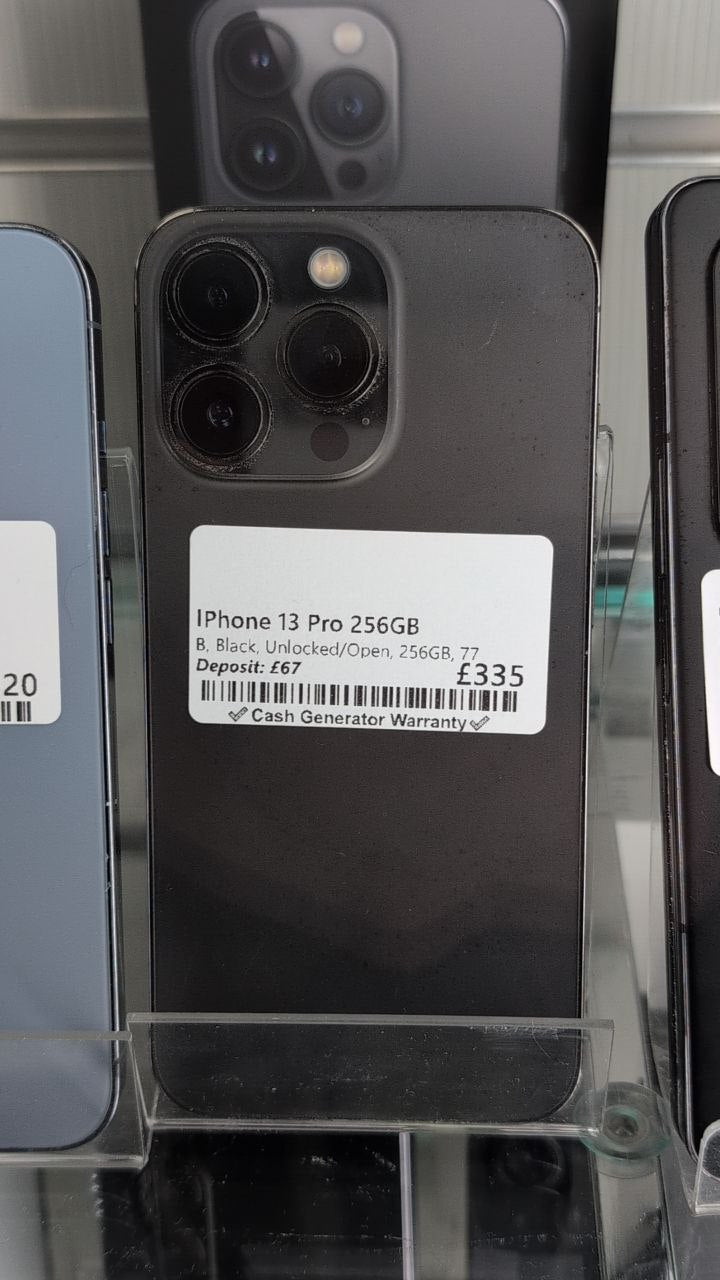 IPhone 13 Pro 256GB
B, Black, Unlocked/Open, 256GB, 77
Deposit: £67
£335
Cash Generator Warranty
20